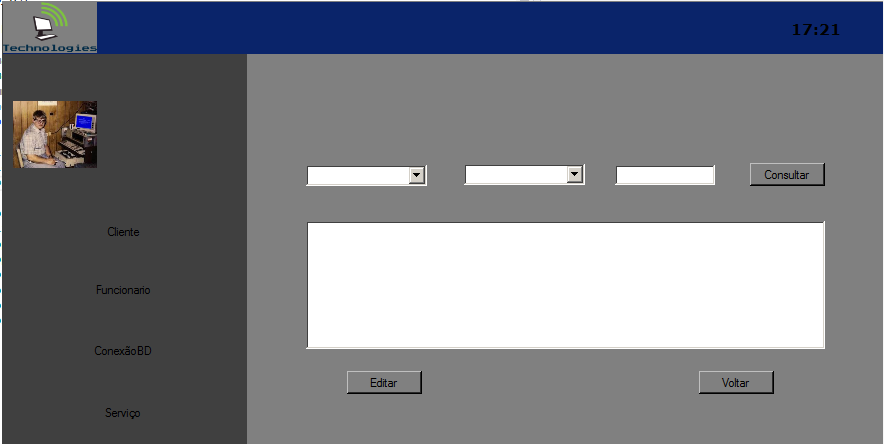 Technologies
17:21
Consultar
Cliente
Funcionario
ConexãoBD
Editar
Voltar
Serviço